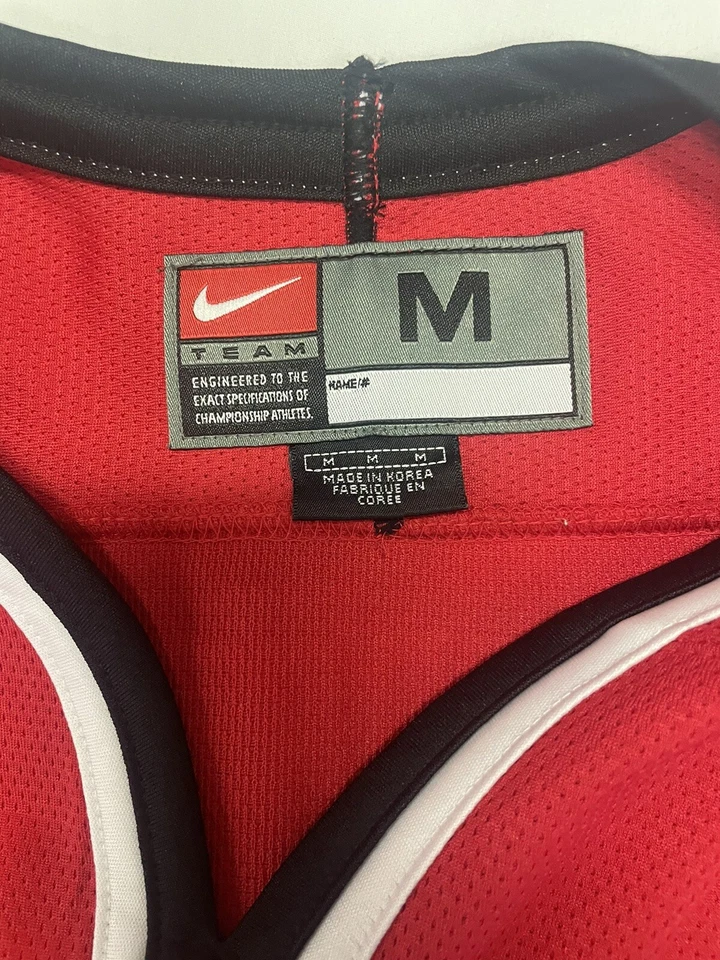 M
TEAM
ENGINEERED TO THE
EXACT SPECIFICATIONS OF
CHAMPIONSHIP ATHLETES.
NAME/#
M M M
MADE IN KOREA
FABRIQUE EN
COREE